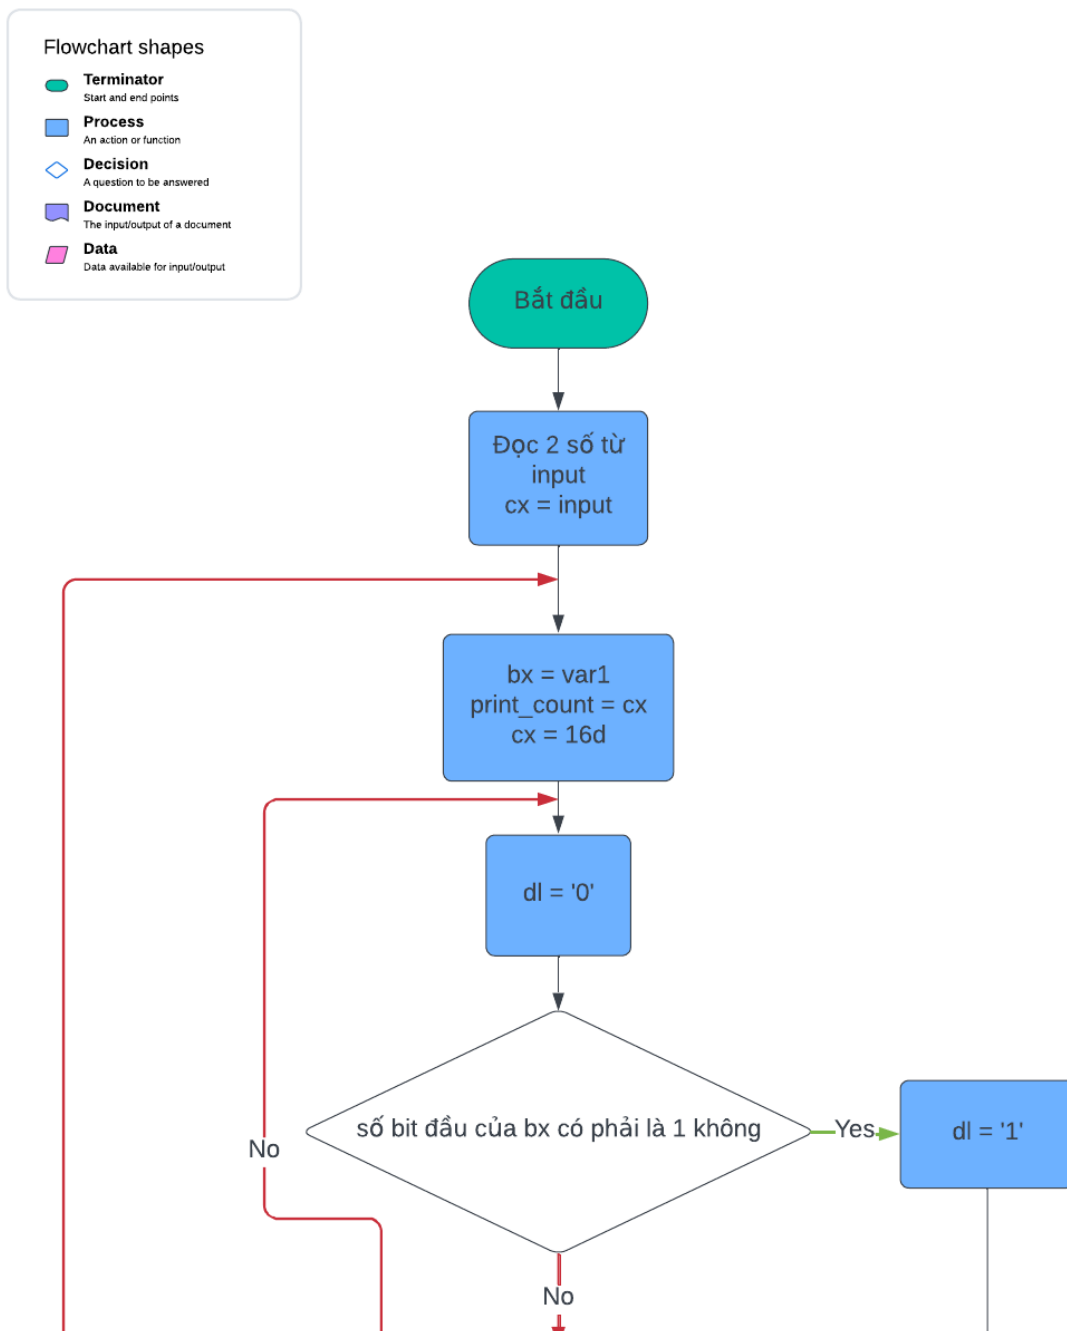 Flowchart shapes
Terminator
Start and end points
Process
An action or function
Decision
A question to be answered
Document
The input/output of a document
Data
Data available for input/output
Bắt đầu
Đọc 2 số từ
input
cx = input
bx = var1
print_count = cx
cx = 16d
dl = '0'
số bit đầu của bx có phải là 1 không
Yes
dl = '1'
No
No